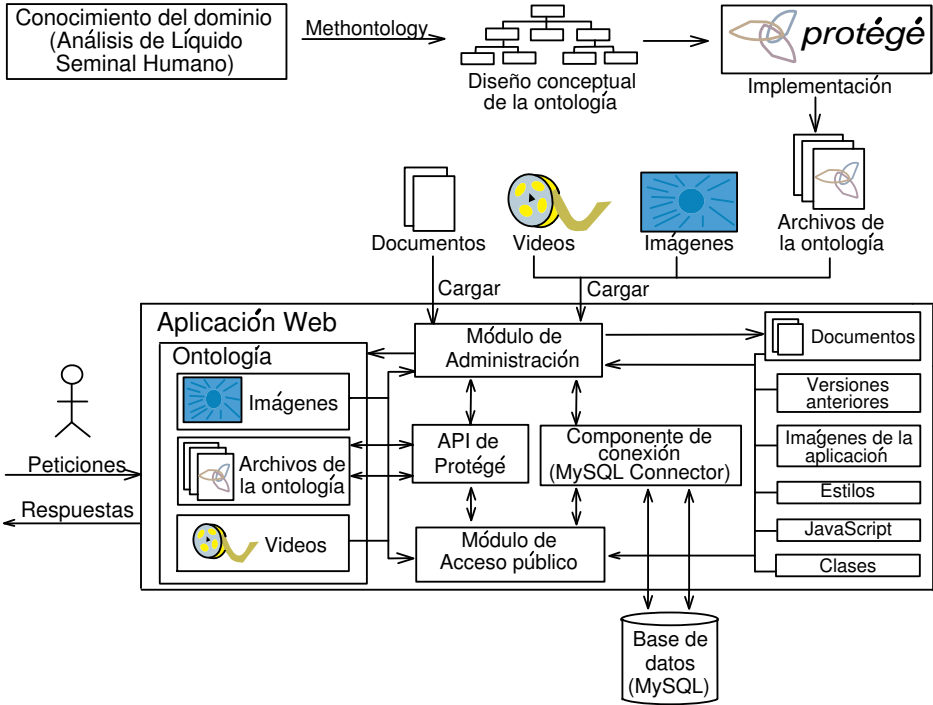 Conocimiento del dominio
(Análisis de Líquido
Seminal Humano)
Methontology
Diseño conceptual
de la ontología
protégé
Implementación
Documentos
Videos
Imágenes
Archivos de
la ontología
Cargar
Cargar
Aplicación Web
Ontología
Imágenes
Archivos de
la ontología
Videos
Peticiones
Respuestas
Módulo de
Administración
API de
Protégé
Componente de
conexión
(MySQL Connector)
Módulo de
Acceso público
Documentos
Versiones
anteriores
Imágenes de la
aplicación
Estilos
JavaScript
Clases
Base de
datos
(MySQL)